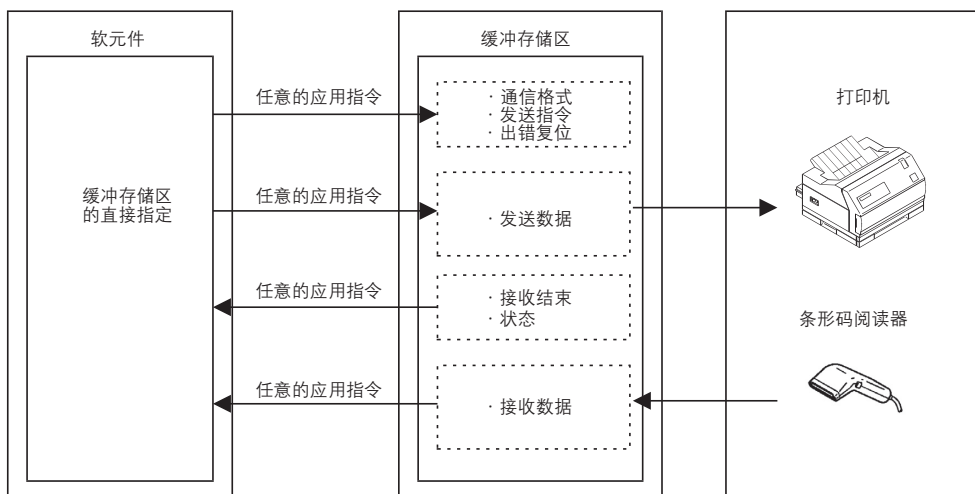 软元件
缓冲存储区
的直接指定
任意的应用指令
任意的应用指令
任意的应用指令
任意的应用指令
缓冲存储区
· 通信格式
· 发送指令
· 出错复位
· 发送数据
· 接收结束
· 状态
· 接收数据
打印机
条形码阅读器